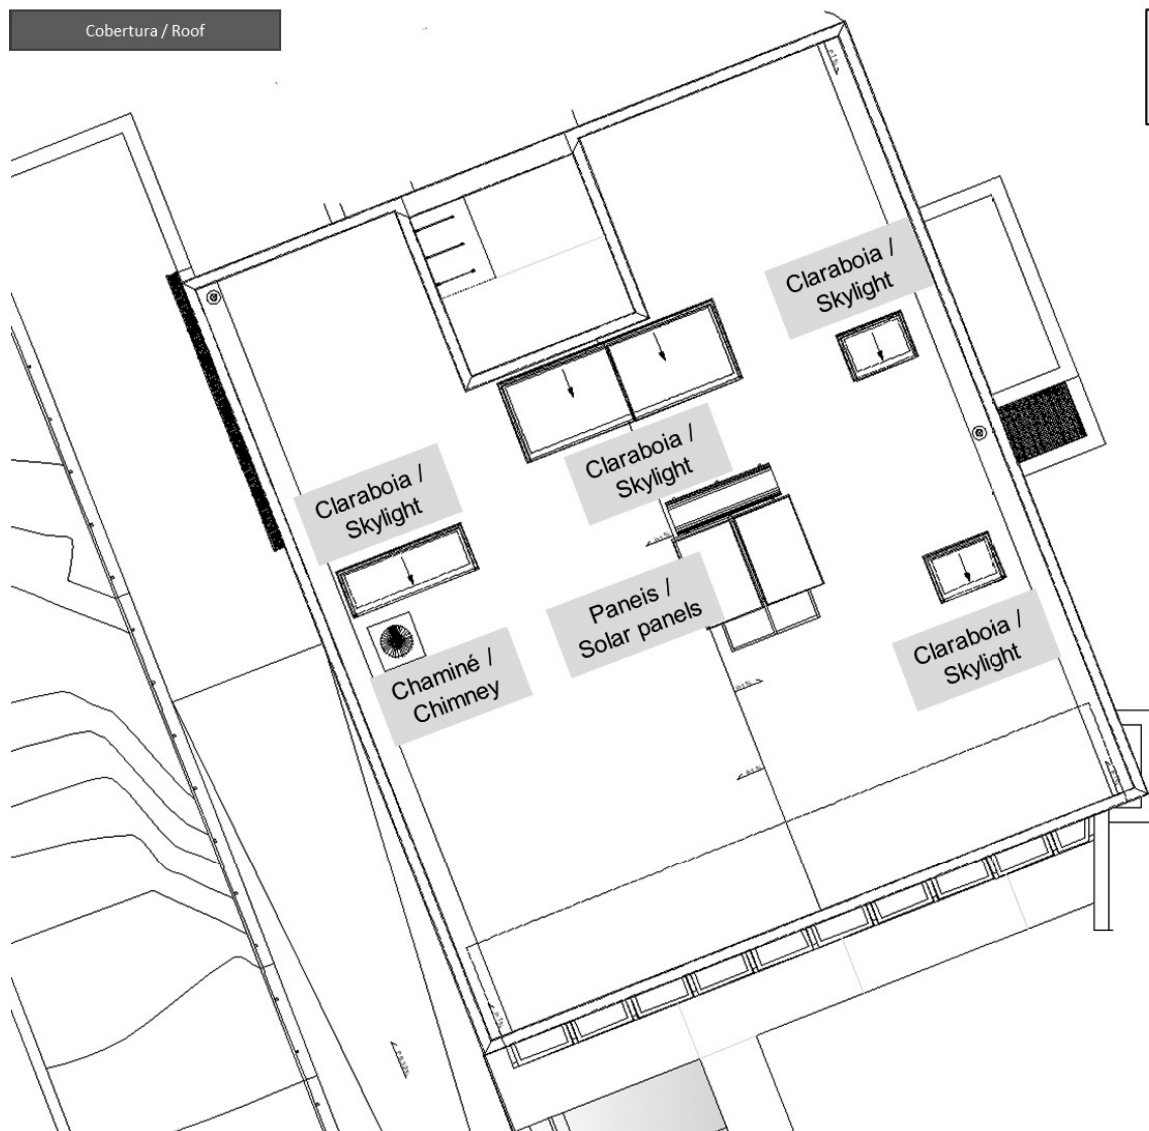 Cobertura / Roof
Claraboia /
Skylight
Claraboia /
Skylight
Claraboia /
Skylight
Paneis /
Solar panels
Claraboia /
Skylight
Chaminé /
Chimney